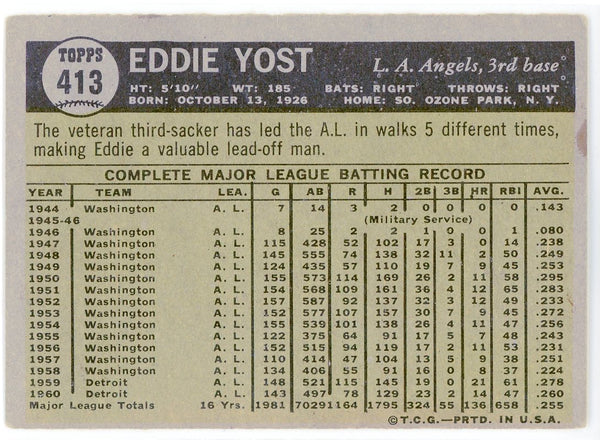 TOPPS
413
EDDIE YOST
L. A. Angels, 3rd base
HT: 5'10" WT: 185 BATS: RIGHT THROWS: RIGHT
BORN: OCTOBER 13, 1926 HOME: SO. OZONE PARK, N. Y.
The veteran third-sacker has led the A.L. in walks 5 different times,
making Eddie a valuable lead-off man.
COMPLETE MAJOR LEAGUE BATTING RECORD
YEAR TEAM LEA. G AB R H 2B 3B HR RBI AVG.
1944 Washington A. L. 7 14 3 2 0 0 0 0 .143
1945-46 (Military Service)
1946 Washington A. L. 8 25 2 2 1 0 0 1 .080
1947 Washington A. L. 115 428 52 102 17 3 0 14 .238
1948 Washington A. L. 145 555 74 138 32 11 2 50 .249
1949 Washington A. L. 124 435 57 110 19 7 9 45 .253
1950 Washington A. L. 155 573 114 169 26 2 11 58 .295
1951 Washington A. L. 154 568 109 161 36 4 12 65 .283
1952 Washington A. L. 157 587 92 137 32 3 12 49 .233
1953 Washington A. L. 152 577 107 157 30 7 9 45 .272
1954 Washington A. L. 155 539 101 138 26 4 11 47 .256
1955 Washington A. L. 122 375 64 91 17 5 7 48 .243
1956 Washington A. L. 152 515 94 119 17 2 11 53 .231
1957 Washington A. L. 110 414 47 104 13 5 9 38 .251
1958 Washington A. L. 134 406 55 91 16 0 8 37 .224
1959 Detroit A. L. 148 521 115 145 19 0 21 61 .278
1960 Detroit A. L. 143 497 78 129 23 2 14 47 .260
Major League Totals 16 Yrs. 1981 7029 1164 1795 324 55 136 658 .255
©T.C.G.—PRTD. IN U.S.A.